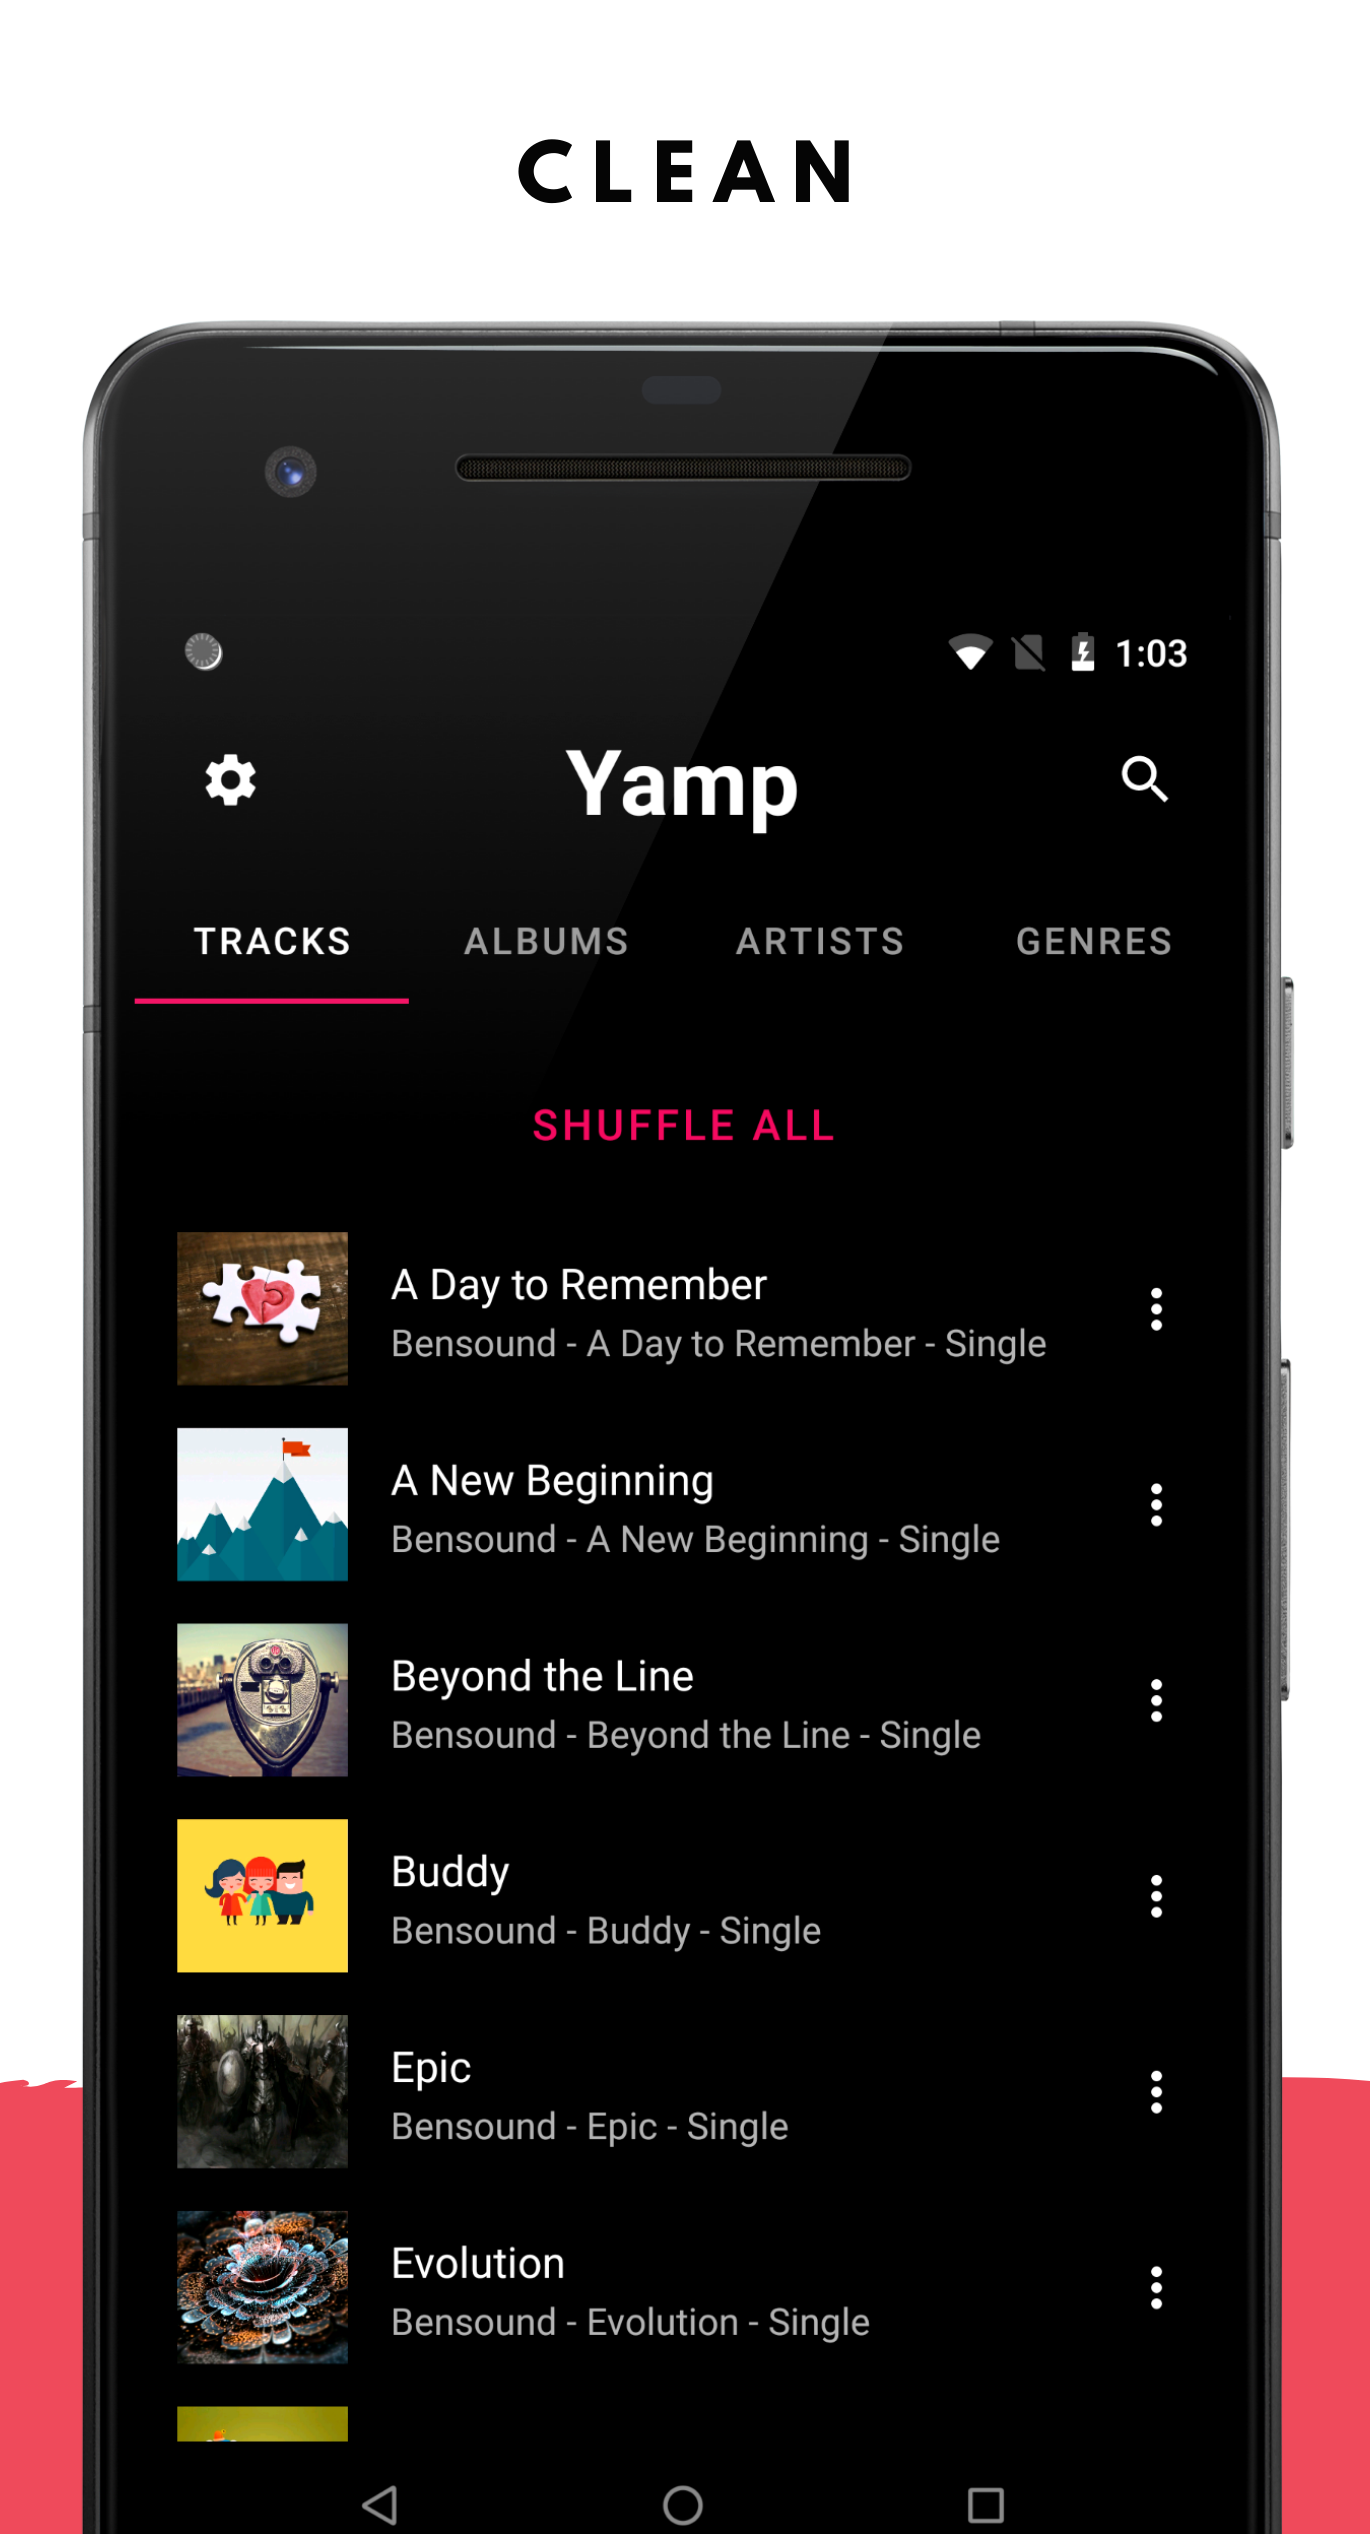 CLEAN
1:03
Yamp
TRACKS ALBUMS ARTISTS GENRES
SHUFFLE ALL
A Day to Remember
Bensound - A Day to Remember - Single
A New Beginning
Bensound - A New Beginning - Single
Beyond the Line
Bensound - Beyond the Line - Single
Buddy
Bensound - Buddy - Single
Epic
Bensound - Epic - Single
Evolution
Bensound - Evolution - Single